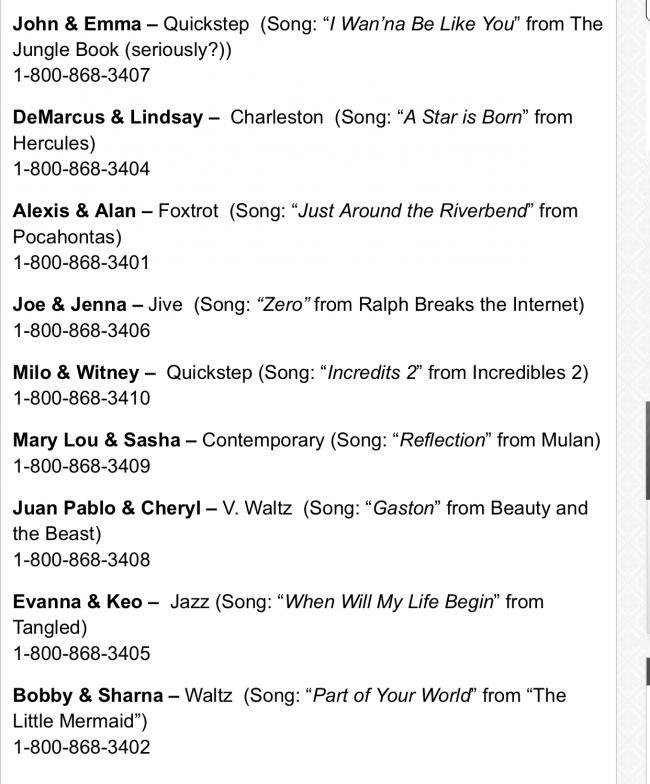 John & Emma – Quickstep  (Song: “I Wan’na Be Like You” from The
Jungle Book (seriously?))
1-800-868-3407
DeMarcus & Lindsay –  Charleston  (Song: “A Star is Born” from
Hercules)
1-800-868-3404
Alexis & Alan – Foxtrot  (Song: “Just Around the Riverbend” from
Pocahontas)
1-800-868-3401
Joe & Jenna – Jive  (Song: “Zero” from Ralph Breaks the Internet)
1-800-868-3406
Milo & Witney –  Quickstep (Song: “Incredits 2” from Incredibles 2)
1-800-868-3410
Mary Lou & Sasha – Contemporary (Song: “Reflection” from Mulan)
1-800-868-3409
Juan Pablo & Cheryl – V. Waltz  (Song: “Gaston” from Beauty and
the Beast)
1-800-868-3408
Evanna & Keo –  Jazz (Song: “When Will My Life Begin” from
Tangled)
1-800-868-3405
Bobby & Sharna – Waltz  (Song: “Part of Your World” from “The
Little Mermaid”)
1-800-868-3402